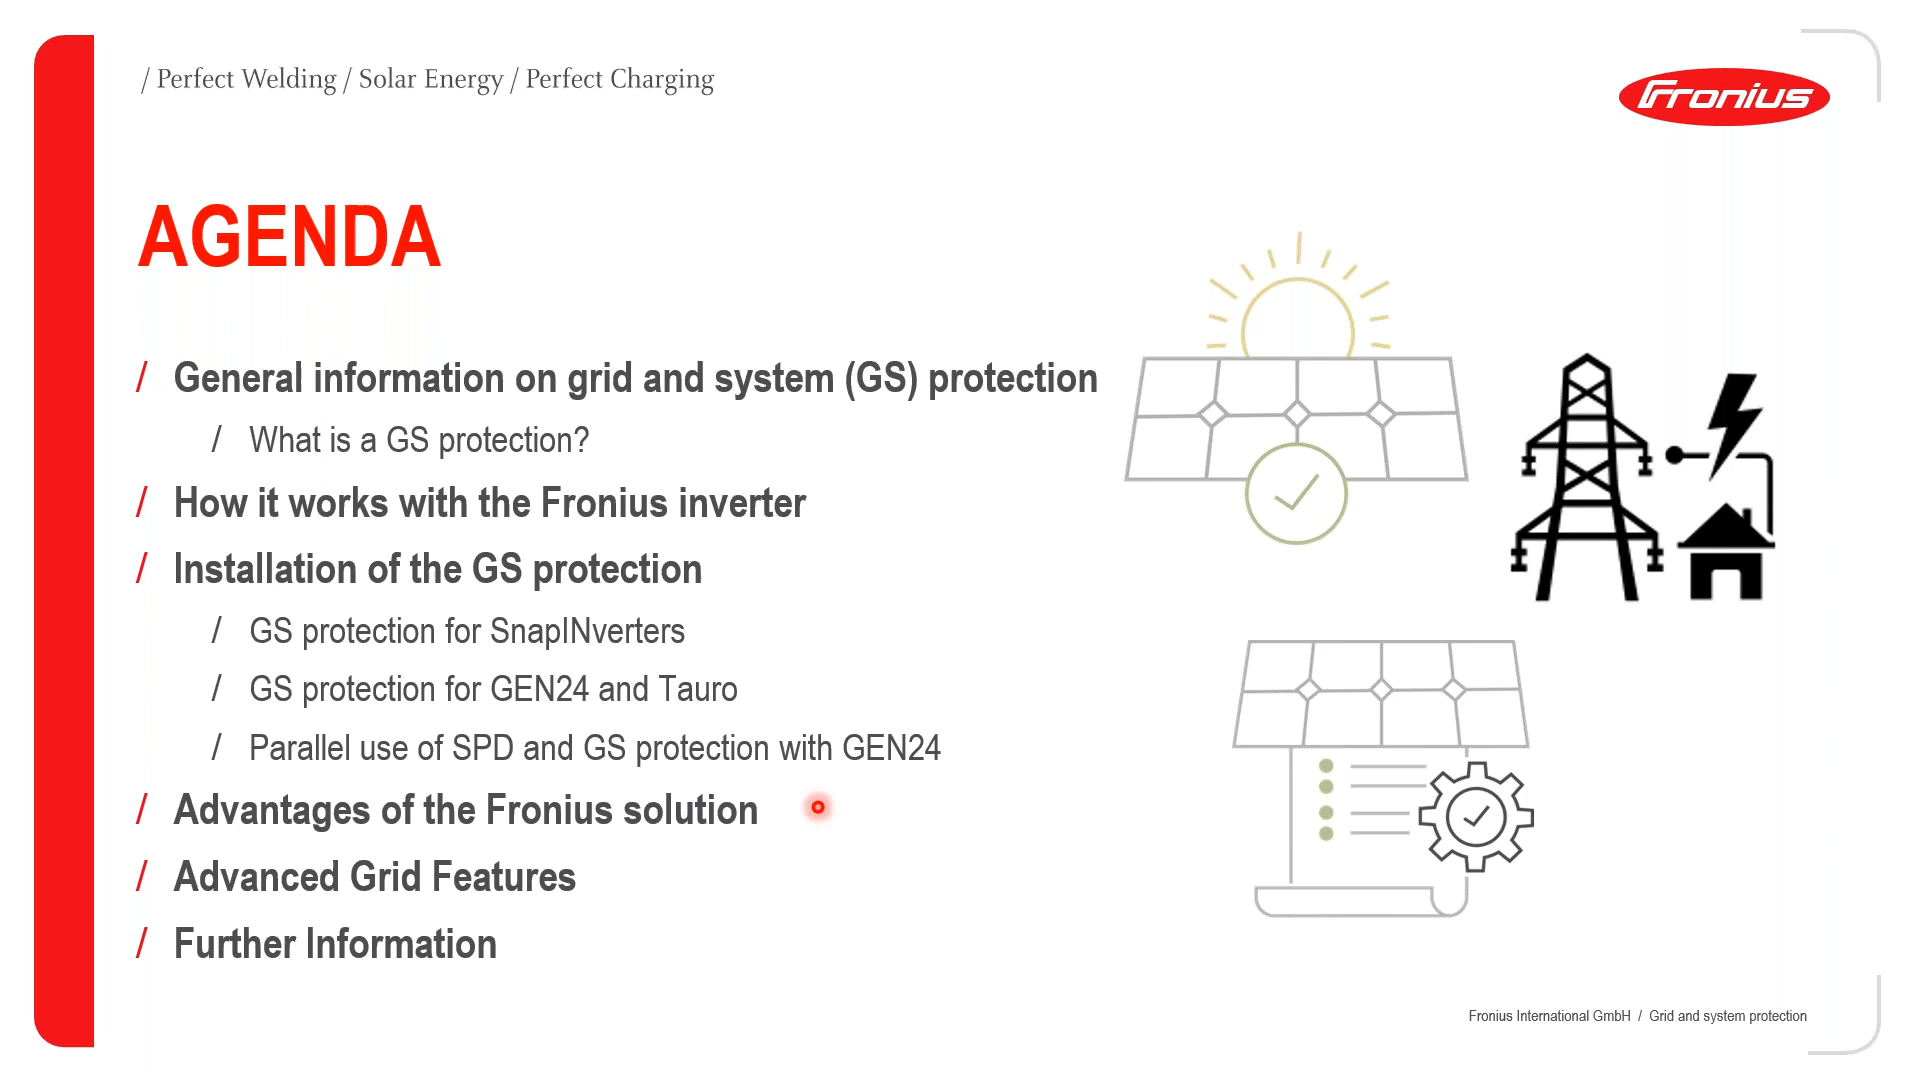 / Perfect Welding / Solar Energy / Perfect Charging
Fronius
AGENDA
/ General information on grid and system (GS) protection
/ What is a GS protection?
/ How it works with the Fronius inverter
/ Installation of the GS protection
/ GS protection for SnapINverters
/ GS protection for GEN24 and Tauro
/ Parallel use of SPD and GS protection with GEN24
/ Advantages of the Fronius solution
/ Advanced Grid Features
/ Further Information
Fronius International GmbH / Grid and system protection